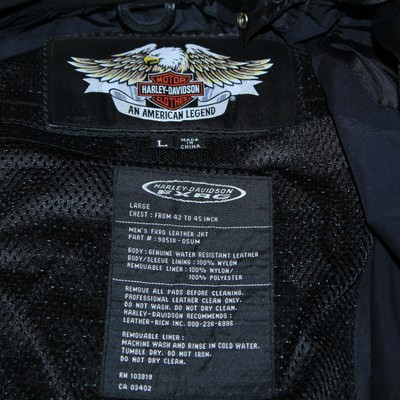 MOTOR
HARLEY-DAVIDSON
CLOTHES
AN AMERICAN LEGEND
L MADE IN CHINA
HARLEY-DAVIDSON
FXRG
LARGE
CHEST: FROM 42 TO 45 INCH
MEN'S FXRG LEATHER JKT
PART #: 98518-05VM
BODY: GENUINE WATER RESISTANT LEATHER
BODY/SLEEVE LINING: 100% NYLON
REMOVABLE LINER: 100% NYLON/
100% POLYESTER
REMOVE ALL PADS BEFORE CLEANING.
PROFESSIONAL LEATHER CLEAN ONLY.
DO NOT WASH. DO NOT DRY CLEAN.
HARLEY-DAVIDSON RECOMMENDS:
LEATHER-RICH INC. 800-236-6996
REMOVABLE LINER:
MACHINE WASH AND RINSE IN COLD WATER.
TUMBLE DRY. DO NOT IRON.
DO NOT DRY CLEAN.
RN 103819
CA 03402